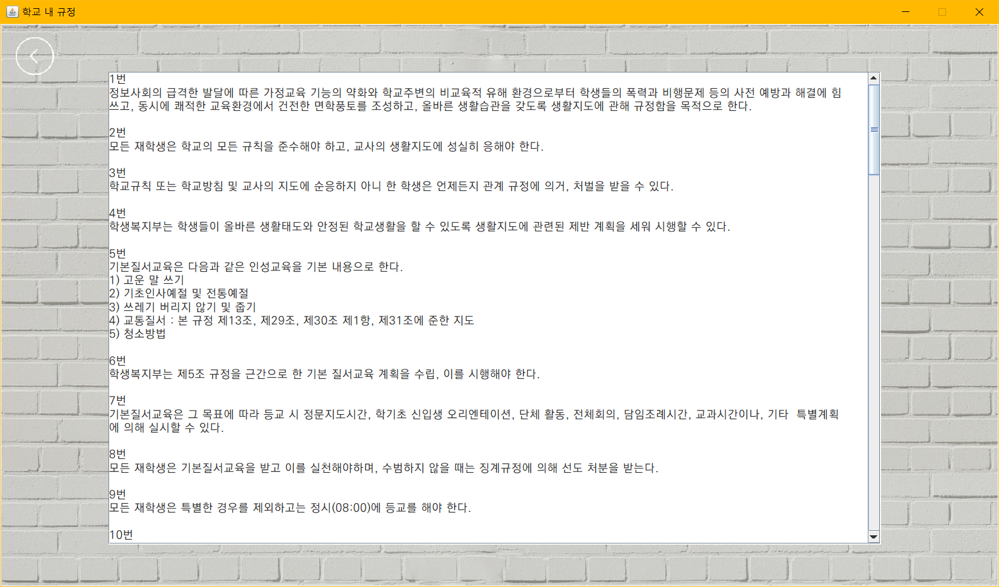 학교 내 규정
1번
정보사회의 급격한 발달에 따른 가정교육 기능의 약화와 학교주변의 비교육적 유해 환경으로부터 학생들의 폭력과 비행문제 등의 사전 예방과 해결에 힘
쓰고, 동시에 쾌적한 교육환경에서 건전한 면학풍토를 조성하고, 올바른 생활습관을 갖도록 생활지도에 관해 규정함을 목적으로 한다.
2번
모든 재학생은 학교의 모든 규칙을 준수해야 하고, 교사의 생활지도에 성실히 응해야 한다.
3번
학교규칙 또는 학교방침 및 교사의 지도에 순응하지 아니 한 학생은 언제든지 관계 규정에 의거, 처벌을 받을 수 있다.
4번
학생복지부는 학생들이 올바른 생활태도와 안정된 학교생활을 할 수 있도록 생활지도에 관련된 제반 계획을 세워 시행할 수 있다.
5번
기본질서교육은 다음과 같은 인성교육을 기본 내용으로 한다.
1) 고운 말 쓰기
2) 기초인사예절 및 전통예절
3) 쓰레기 버리지 않기 및 줍기
4) 교통질서 : 본 규정 제13조, 제29조, 제30조 제1항, 제31조에 준한 지도
5) 청소방법
6번
학생복지부는 제5조 규정을 근간으로 한 기본 질서교육 계획을 수립, 이를 시행해야 한다.
7번
기본질서교육은 그 목표에 따라 등교 시 정문지도시간, 학기초 신입생 오리엔테이션, 단체 활동, 전체회의, 담임조례시간, 교과시간이나, 기타  특별계획
에 의해 실시할 수 있다.
8번
모든 재학생은 기본질서교육을 받고 이를 실천해야하며, 수범하지 않을 때는 징계규정에 의해 선도 처분을 받는다.
9번
모든 재학생은 특별한 경우를 제외하고는 정시(08:00)에 등교를 해야 한다.
10번